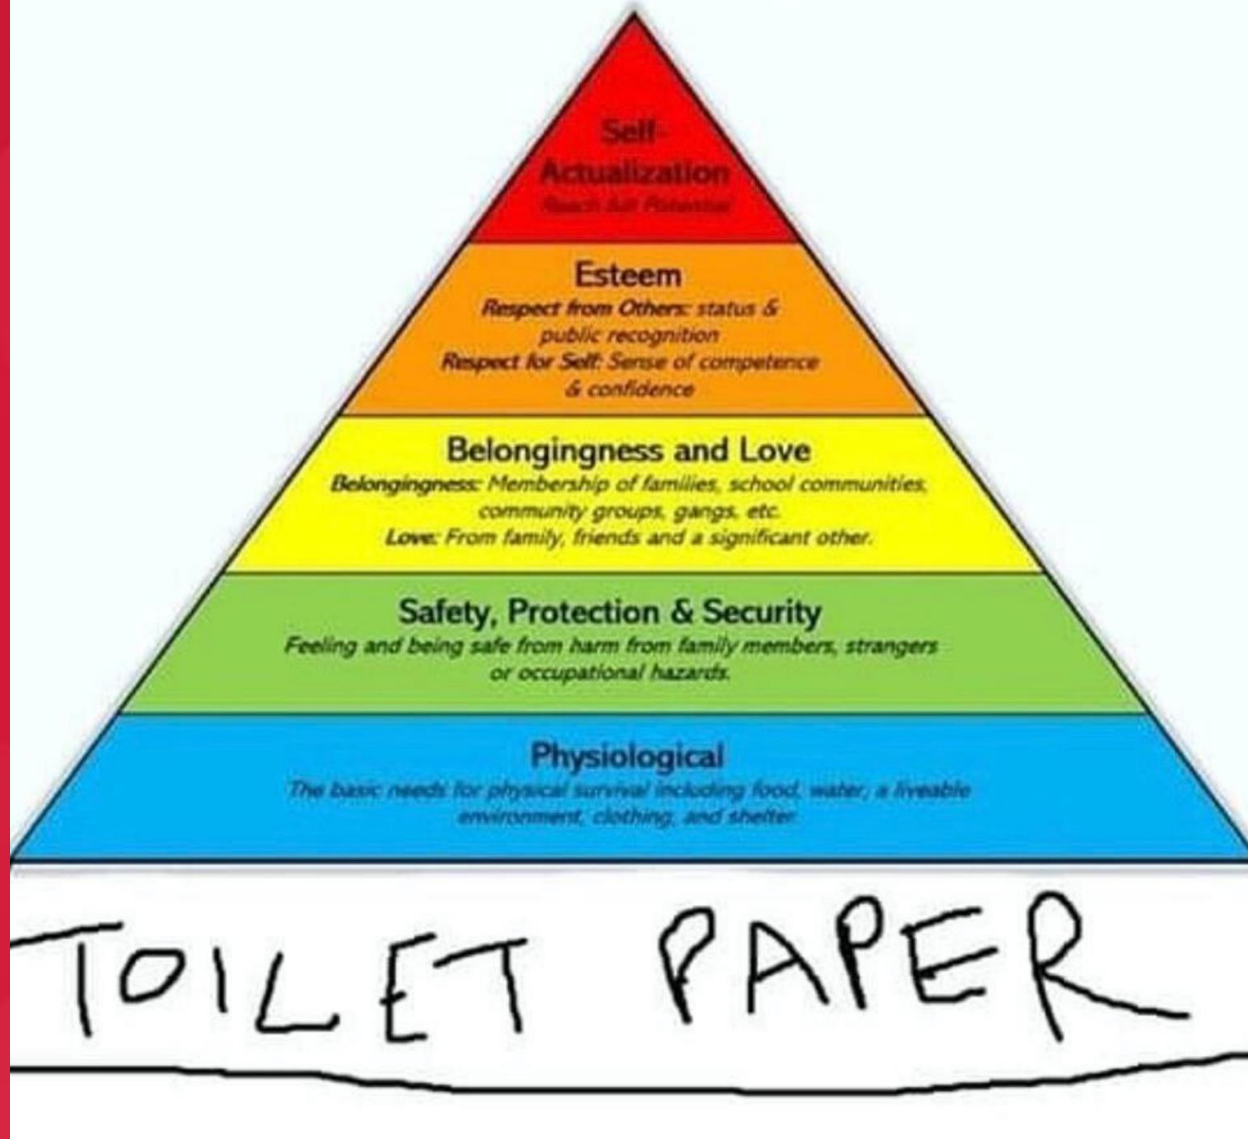 Self-
Actualization
Reach full Potential
Esteem
Respect from Others: status &
public recognition
Respect for Self: Sense of competence
& confidence
Belongingness and Love
Belongingness: Membership of families, school communities,
community groups, gangs, etc.
Love: From family, friends and a significant other.
Safety, Protection & Security
Feeling and being safe from harm from family members, strangers
or occupational hazards.
Physiological
The basic needs for physical survival including food, water, a liveable
environment, clothing, and shelter
TOILET PAPER